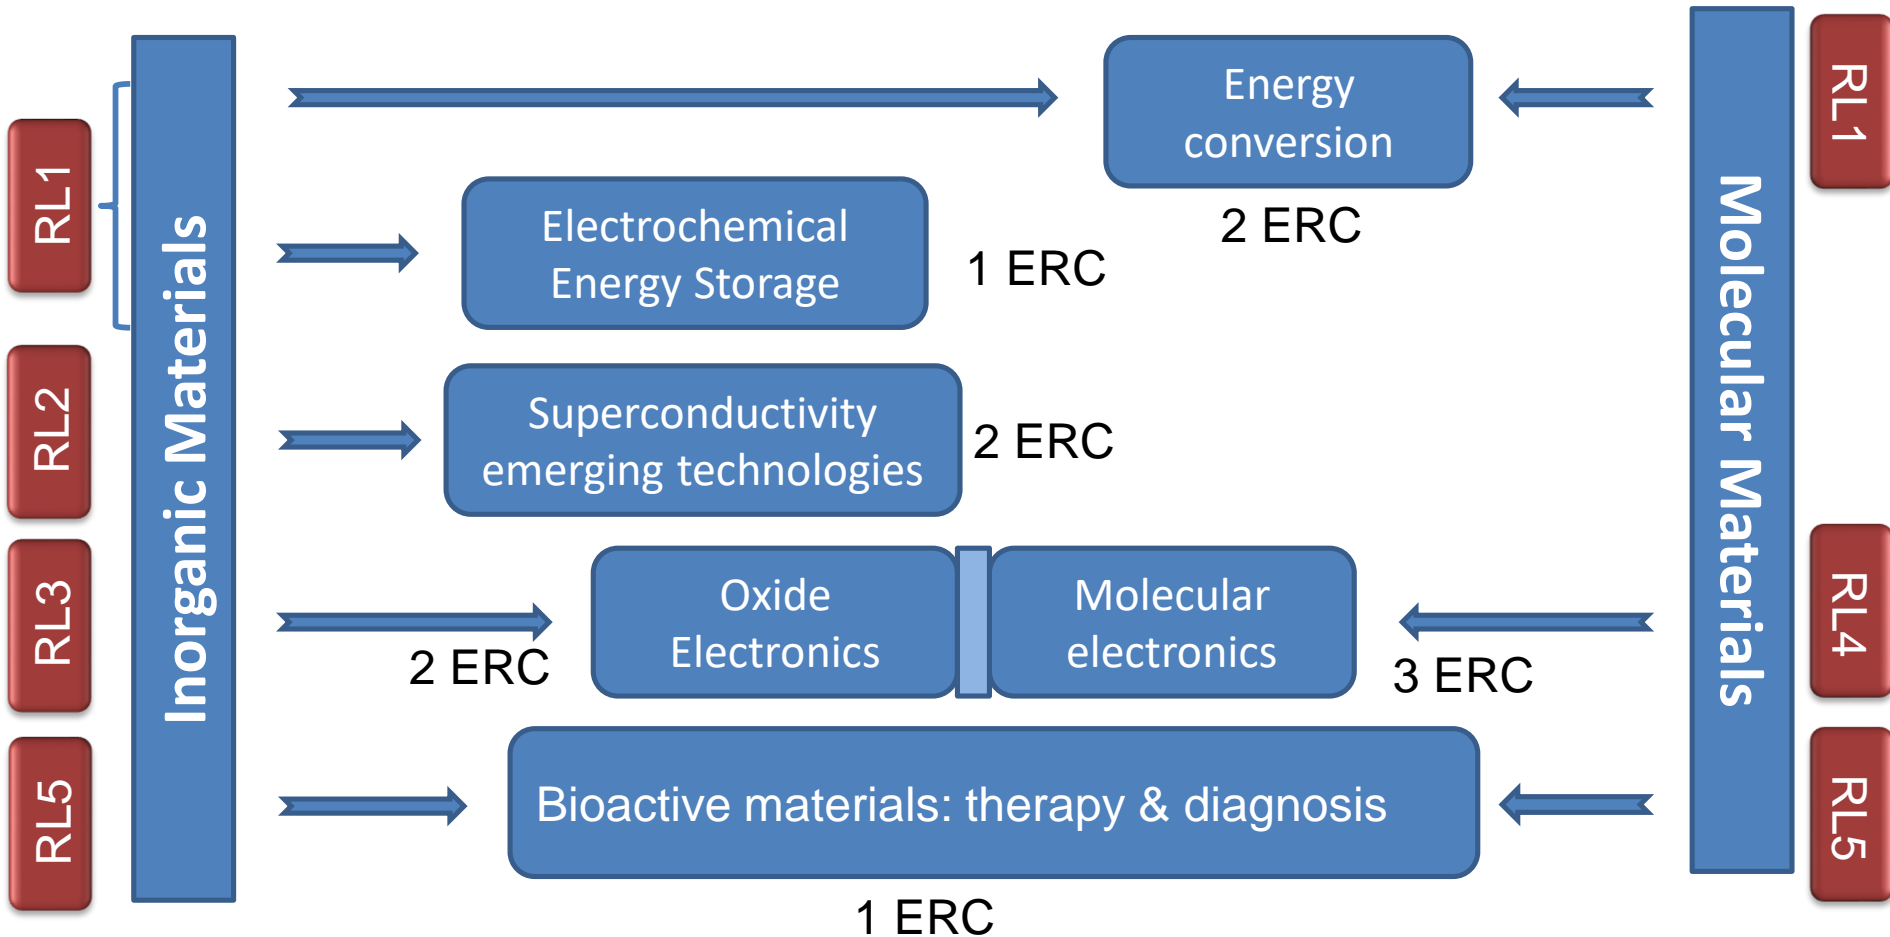 RL1
RL2
RL3
RL5
Inorganic Materials
Energy
conversion
2 ERC
Electrochemical
Energy Storage
1 ERC
Superconductivity
emerging technologies
2 ERC
Oxide
Electronics
2 ERC
Molecular
electronics
3 ERC
Bioactive materials: therapy & diagnosis
1 ERC
Molecular Materials
RL1
RL4
RL5